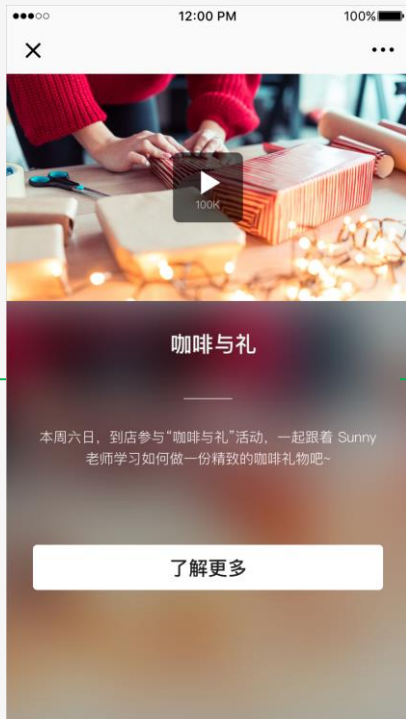 12:00 PM
100%
100K
咖啡与礼
本周六日，到店参与“咖啡与礼”活动，一起跟着 Sunny
老师学习如何做一份精致的咖啡礼物吧~
了解更多